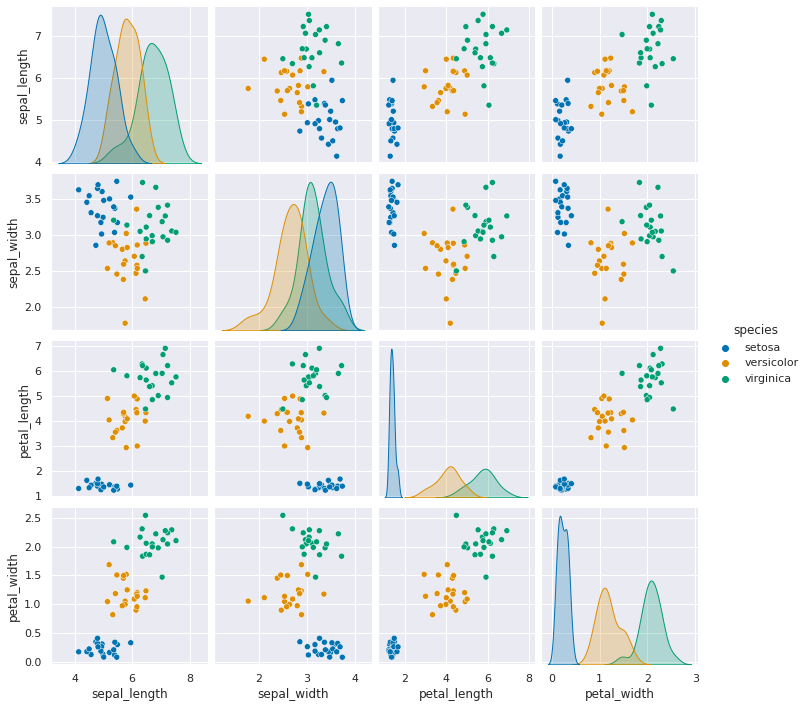 sepal_length
7
6
5
4
sepal_width
3.5
3.0
2.5
2.0
species
setosa
versicolor
virginica
petal_length
7
6
5
4
3
2
1
petal_width
2.5
2.0
1.5
1.0
0.5
0.0
4 6 8 2 3 4 2 4 6 8 0 1 2 3
sepal_length sepal_width petal_length petal_width